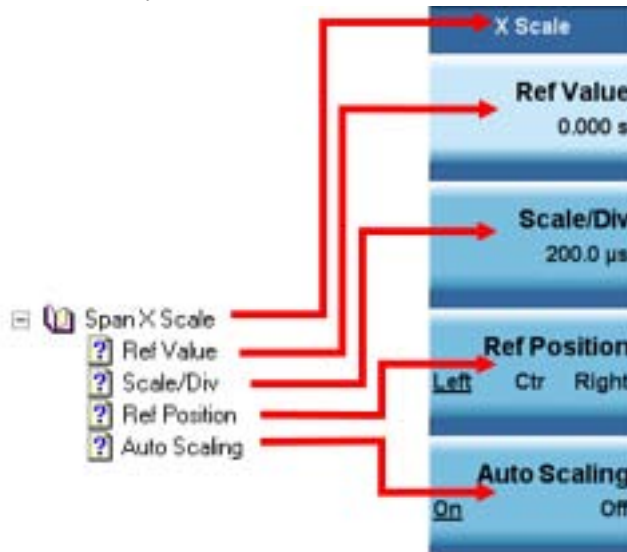 X Scale
Ref Value
0.000 s
Scale/Div
200.0 µs
Span X Scale
Ref Value
Scale/Div
Ref Position
Auto Scaling
Ref Position
Left Ctr Right
Auto Scaling
On Off